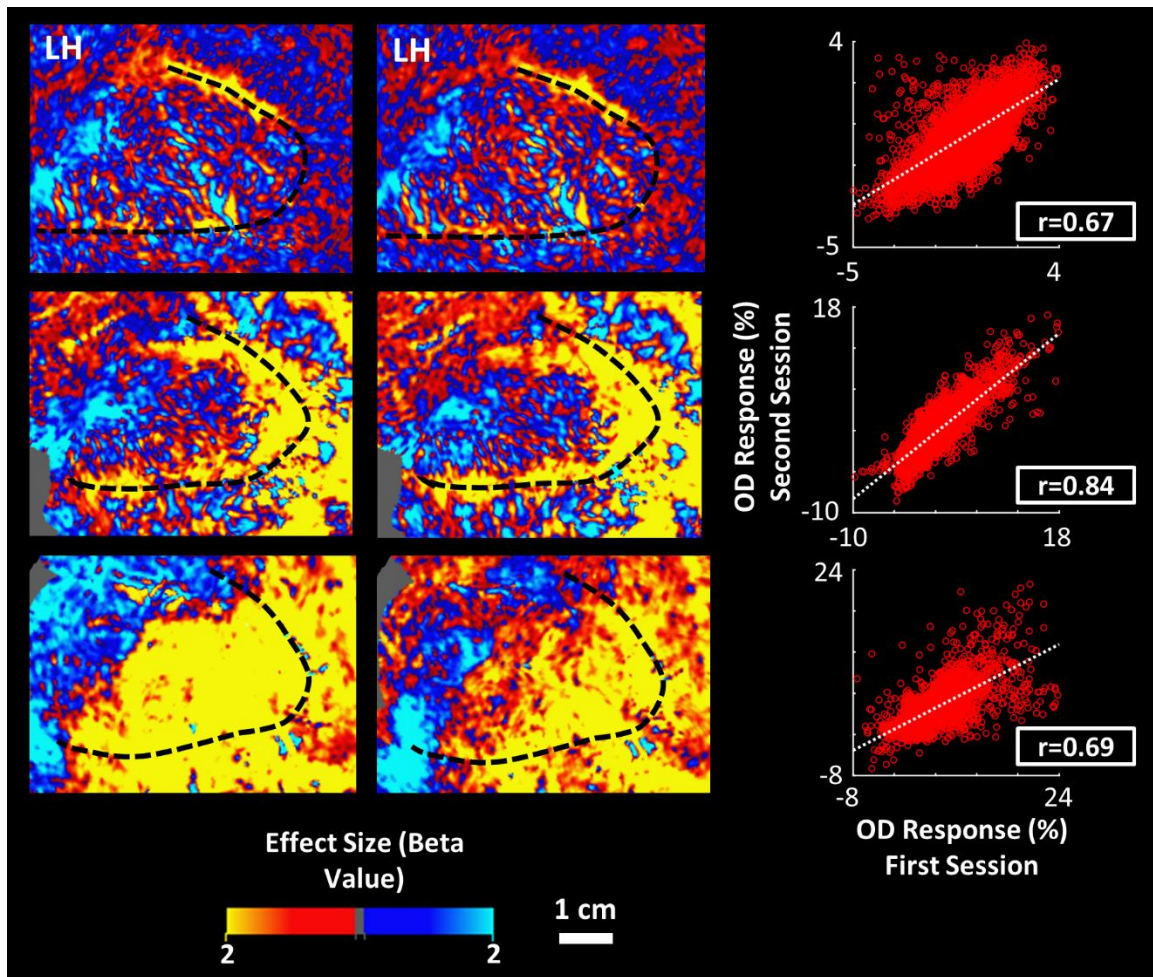 LH
LH
4
-5
r=0.67
-5
4
OD Response (%)
Second Session
18
-10
r=0.84
-10
18
24
-8
r=0.69
-8
24
OD Response (%)
First Session
Effect Size (Beta
Value)
2
2
1 cm